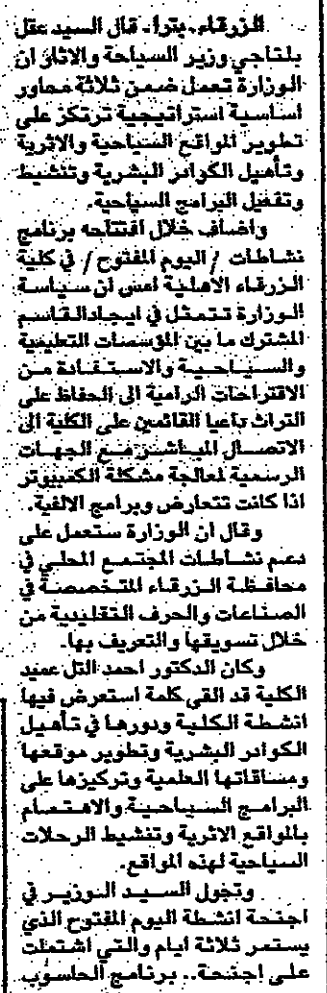 الزرقاء ـ بترا ـ قال السيد عقل
بلتاجي وزير السياحة والاثار ان
الوزارة تعمل ضمن ثلاثة محاور
اساسية استراتيجية ترتكز على
تطوير المواقع السياحية والاثرية
وتأهيل الكوادر البشرية وتنشيط
وتفعيل البرامج السياحية.
واضاف خلال افتتاحه برنامج
نشاطات / اليوم المفتوح / في كلية
الزرقاء الاهلية امس ان سياسة
الوزارة تتمثل في ايجاد القاسم
المشترك ما بين المؤسسات التعليمية
والسياحية والاستفادة من
الاقتراحات الرامية الى الحفاظ على
التراث داعيا القائمين على الكلية الى
الاتصال المباشر مع الجهات
الرسمية لمعالجة مشكلة الكمبيوتر
اذا كانت تتعارض وبرامج الالفية.
وقال ان الوزارة ستعمل على
دعم نشاطات المجتمع المحلي في
محافظة الزرقاء المتخصصة في
الصناعات والحرف التقليدية من
خلال تسويقها والتعريف بها.
وكان الدكتور احمد التل عميد
الكلية قد القى كلمة استعرض فيها
انشطة الكلية ودورها في تأهيل
الكوادر البشرية وتطوير موقعها
ومساقاتها العلمية وتركيزها على
البرامج السياحية والاهتمام
بالمواقع الاثرية وتنشيط الرحلات
السياحية لهذه المواقع.
وتجول السيد الوزير في
اجنحة انشطة اليوم المفتوح الذي
يستمر ثلاثة ايام والتي اشتملت
على اجنحة.. برنامج الحاسوب